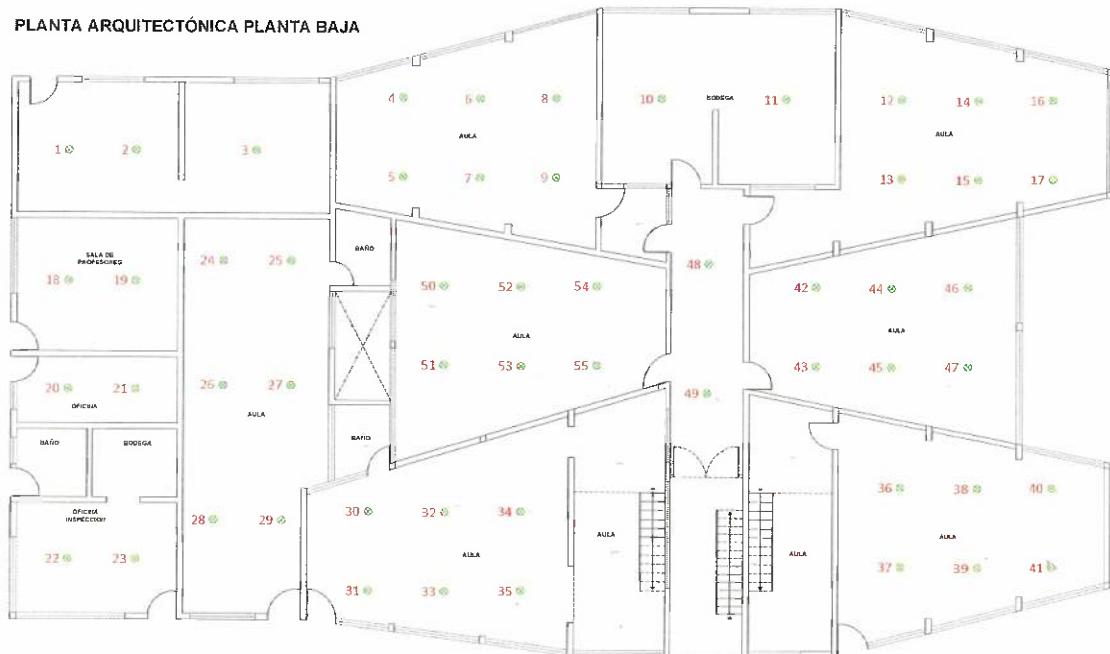 PLANTA ARQUITECTÓNICA PLANTA BAJA
4
6
8
10
BODEGA
11
12
14
16
AULA
AULA
1
2
3
5
7
9
13
15
17
SALA DE
PROFESORES
18
19
24
25
BAÑO
48
50
52
54
42
44
46
AULA
AULA
51
53
55
43
45
47
20
21
OFICINA
26
27
AULA
49
BAÑO
BODEGA
BAÑO
OFICINA
INSPECCION
22
23
28
29
30
32
34
AULA
AULA
AULA
31
33
35
36
38
40
AULA
37
39
41